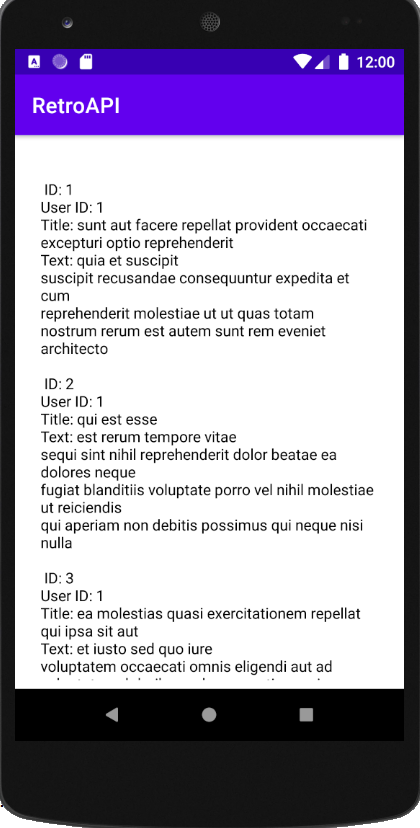 12:00
RetroAPI
ID: 1
User ID: 1
Title: sunt aut facere repellat provident occaecati
excepturi optio reprehenderit
Text: quia et suscipit
suscipit recusandae consequuntur expedita et
cum
reprehenderit molestiae ut ut quas totam
nostrum rerum est autem sunt rem eveniet
architecto
ID: 2
User ID: 1
Title: qui est esse
Text: est rerum tempore vitae
sequi sint nihil reprehenderit dolor beatae ea
dolores neque
fugiat blanditiis voluptate porro vel nihil molestiae
ut reiciendis
qui aperiam non debitis possimus qui neque nisi
nulla
ID: 3
User ID: 1
Title: ea molestias quasi exercitationem repellat
qui ipsa sit aut
Text: et iusto sed quo iure
voluptatem occaecati omnis eligendi aut ad